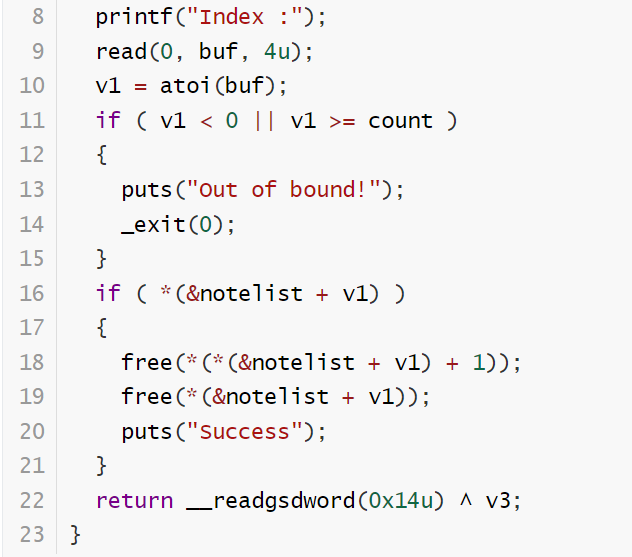 8 printf("Index :");
9 read(0, buf, 4u);
10 v1 = atoi(buf);
11 if ( v1 < 0 || v1 >= count )
12 {
13 puts("Out of bound!");
14 _exit(0);
15 }
16 if ( *(&notelist + v1) )
17 {
18 free(*(*(&notelist + v1) + 1));
19 free(*(&notelist + v1));
20 puts("Success");
21 }
22 return __readgsdword(0x14u) ^ v3;
23 }